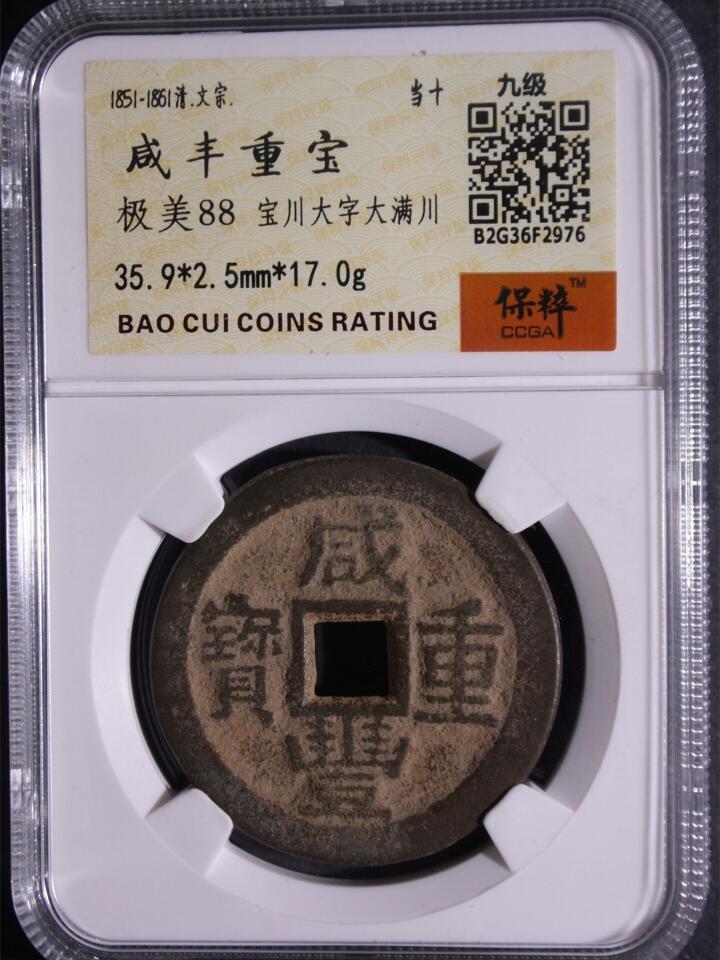 1851-1861清.文宗. 当十 九级
咸丰重宝
极美88 宝川大字大满川
B2G36F2976
35.9*2.5mm*17.0g
保粹™
CCGA
BAO CUI COINS RATING
咸
豐
重
寶